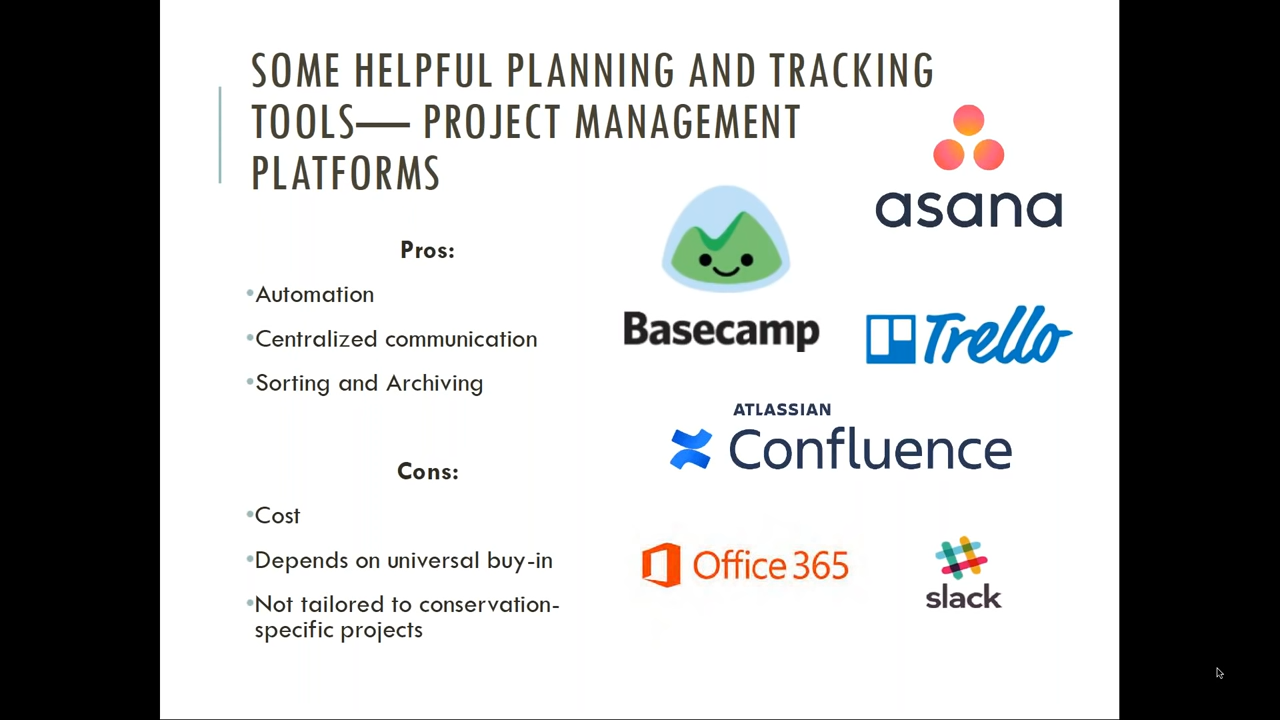 SOME HELPFUL PLANNING AND TRACKING
TOOLS— PROJECT MANAGEMENT
PLATFORMS
Pros:
•Automation
•Centralized communication
•Sorting and Archiving
Cons:
•Cost
•Depends on universal buy-in
•Not tailored to conservation-
specific projects
asana
Basecamp
Trello
ATLASSIAN
Confluence
Office 365
slack